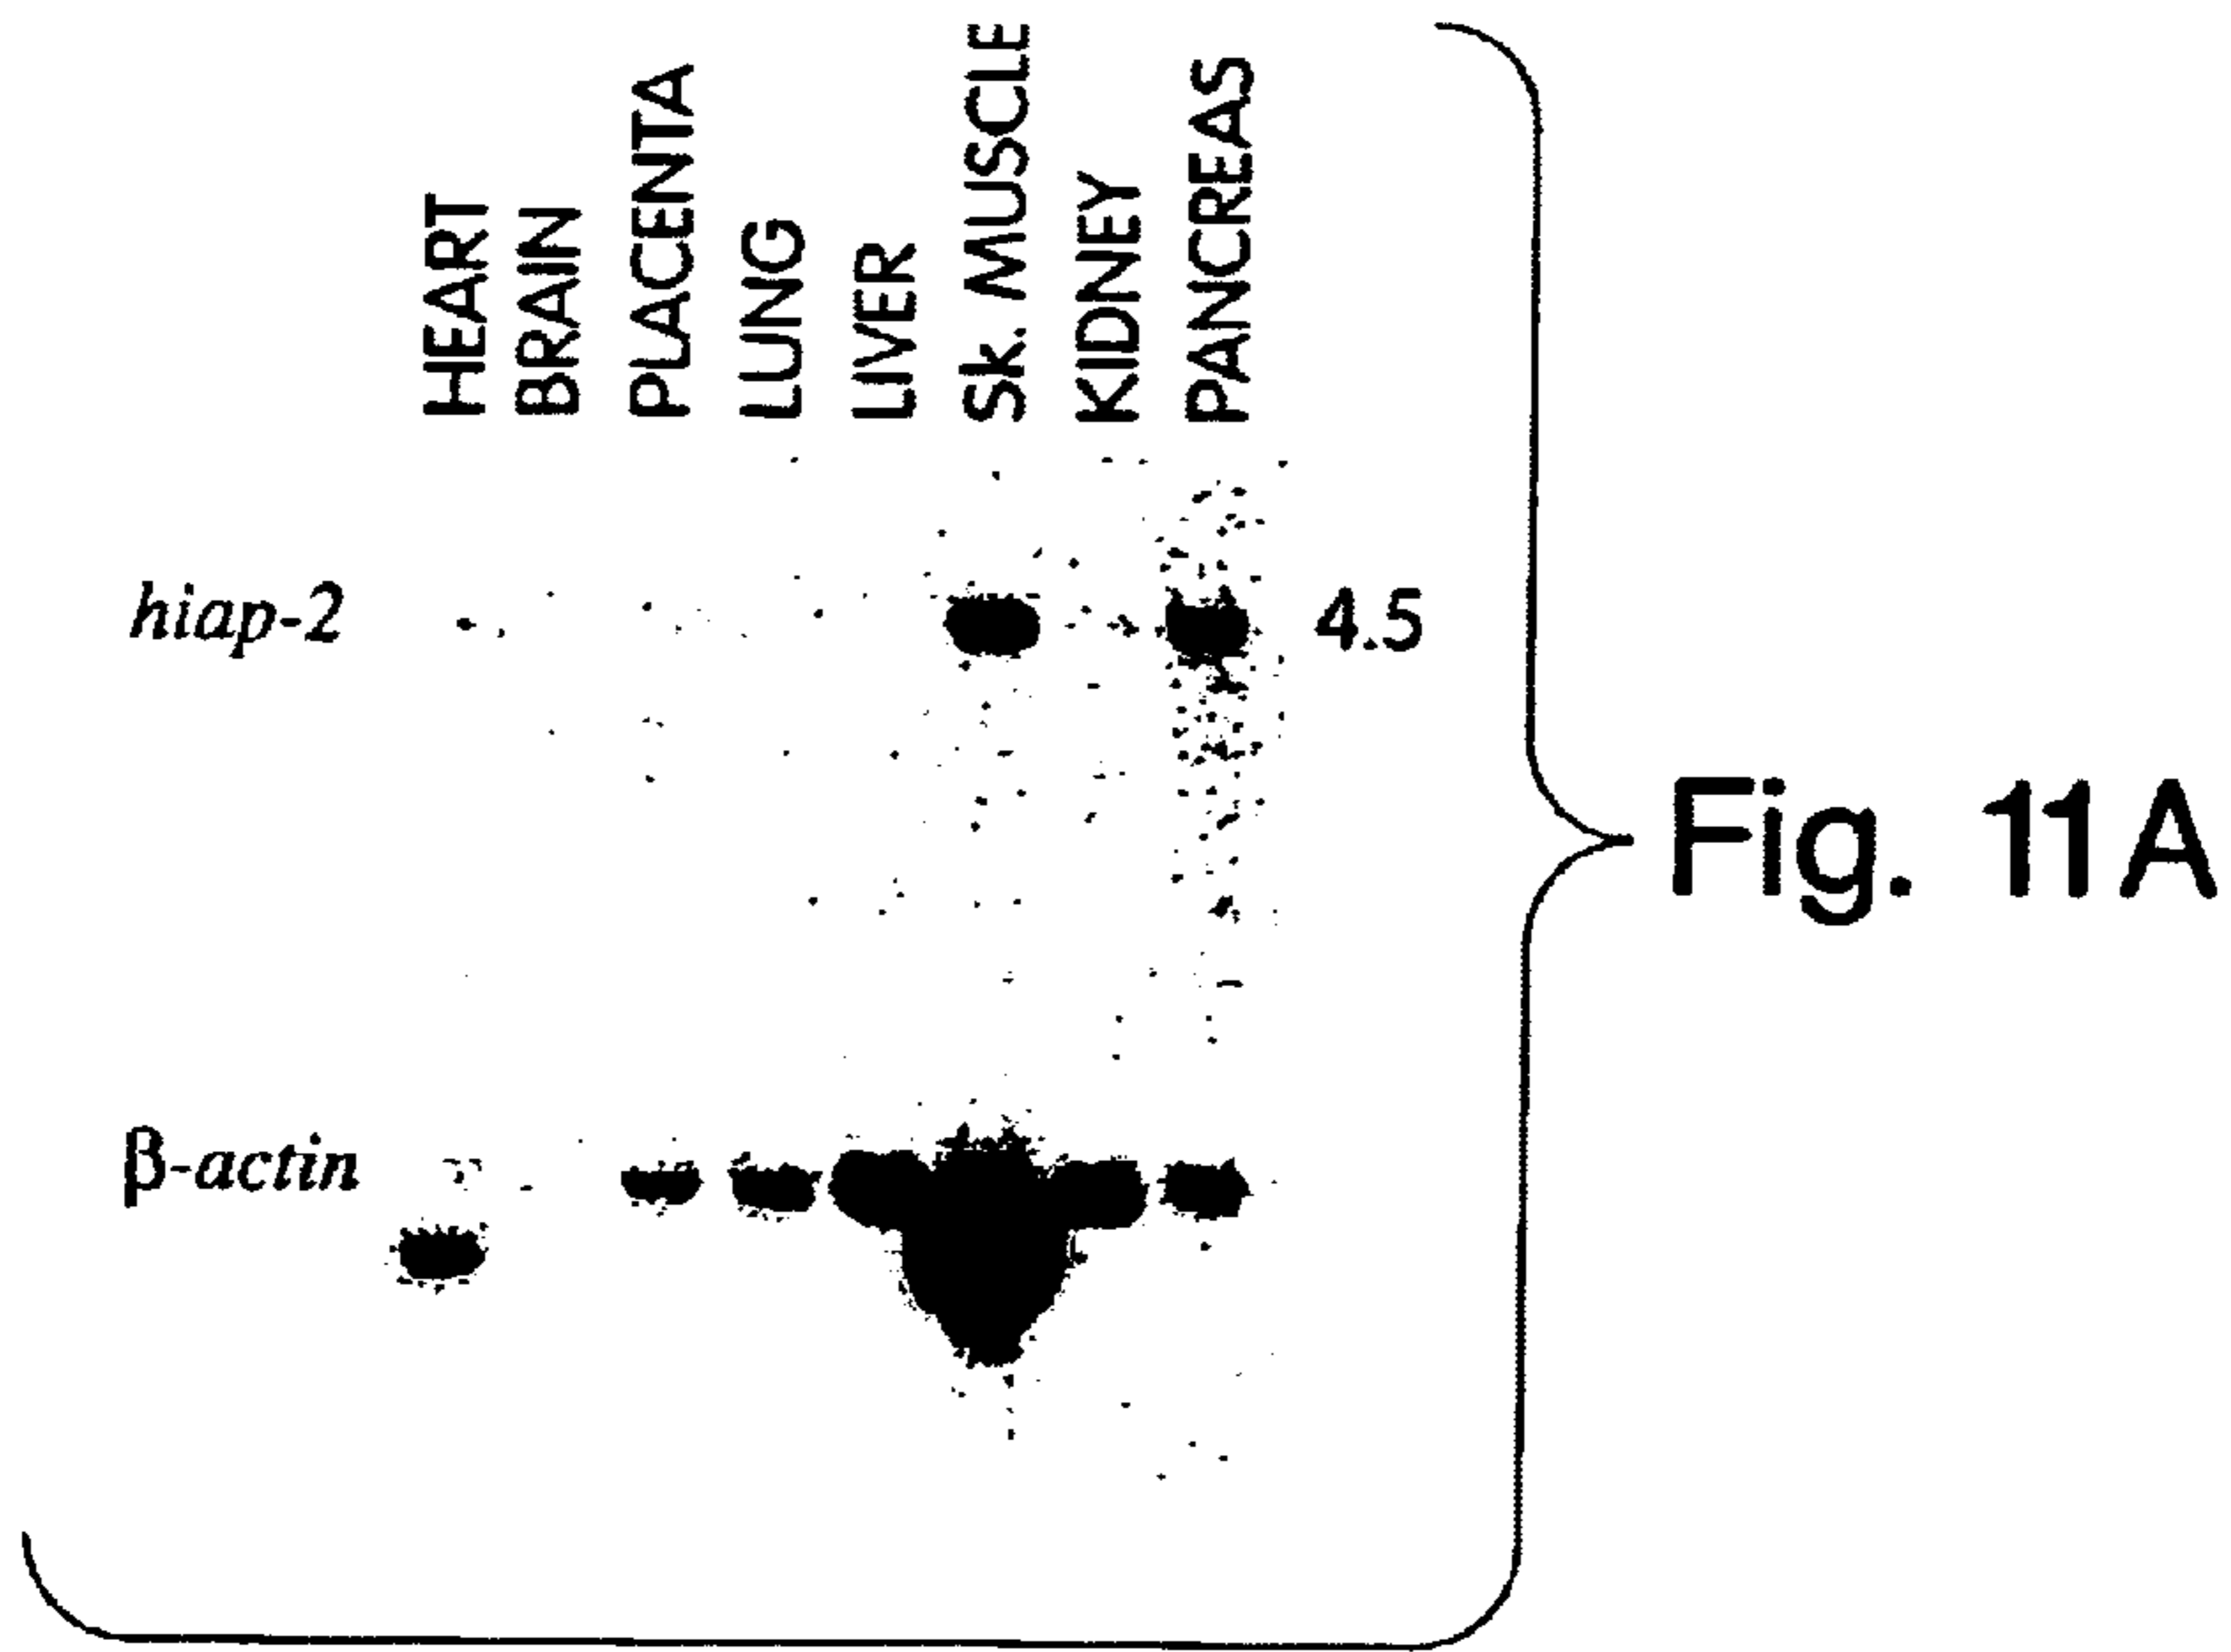 HEART
BRAIN
PLACENTA
LUNG
LIVER
Sk. MUSCLE
KIDNEY
PANCREAS
hiap-2
4.5
β-actin
Fig. 11A